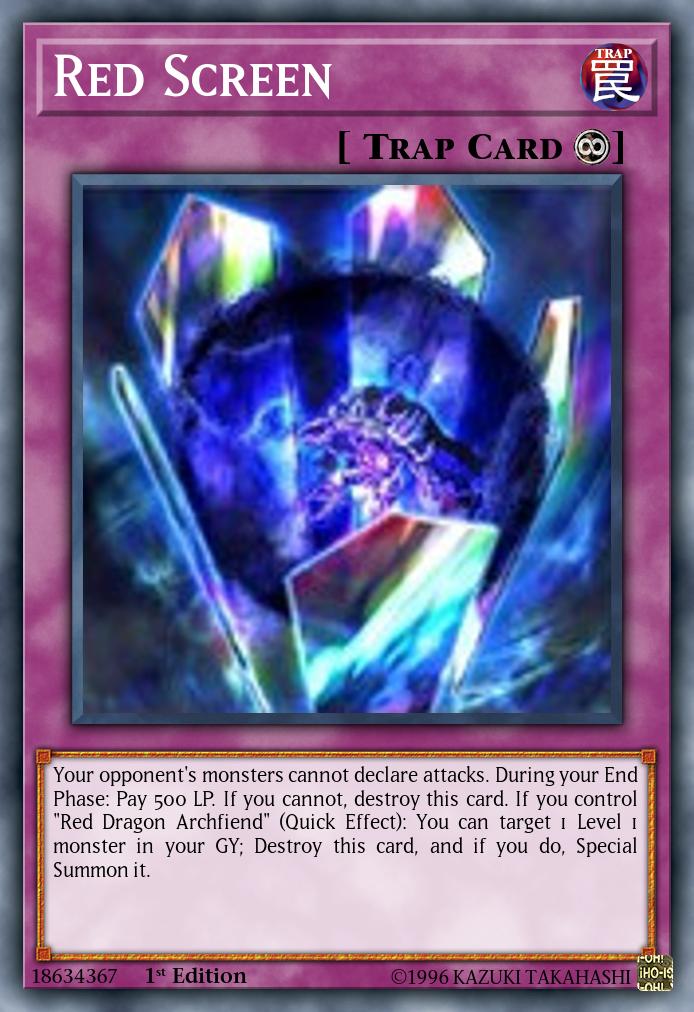 RED SCREEN
TRAP
罠
[ TRAP CARD ]
Your opponent's monsters cannot declare attacks. During your End
Phase: Pay 500 LP. If you cannot, destroy this card. If you control
"Red Dragon Archfiend" (Quick Effect): You can target 1 Level 1
monster in your GY; Destroy this card, and if you do, Special
Summon it.
18634367 1st Edition ©1996 KAZUKI TAKAHASHI